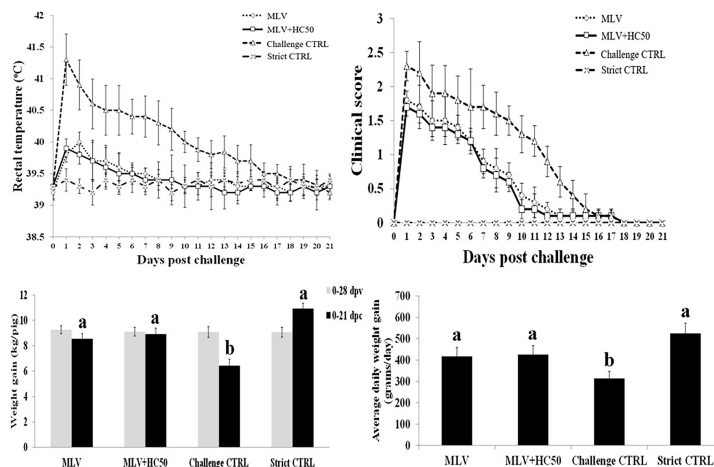 Rectal temperature (ºC)
42
41.5
41
40.5
40
39.5
39
38.5
0 1 2 3 4 5 6 7 8 9 10 11 12 13 14 15 16 17 18 19 20 21
Days post challenge
MLV
MLV+HC50
Challenge CTRL
Strict CTRL
Clinical score
3
2.5
2
1.5
1
0.5
0
0 1 2 3 4 5 6 7 8 9 10 11 12 13 14 15 16 17 18 19 20 21
Days post challenge
MLV
MLV+HC50
Challenge CTRL
Strict CTRL
Weight gain (kg/pig)
12
10
8
6
4
2
0
a
a
b
a
0-28 dpv
0-21 dpc
MLV
MLV+HC50
Challenge CTRL
Strict CTRL
Average daily weight gain
(grams/day)
700
600
500
400
300
200
100
0
a
a
b
a
MLV
MLV+HC50
Challenge CTRL
Strict CTRL